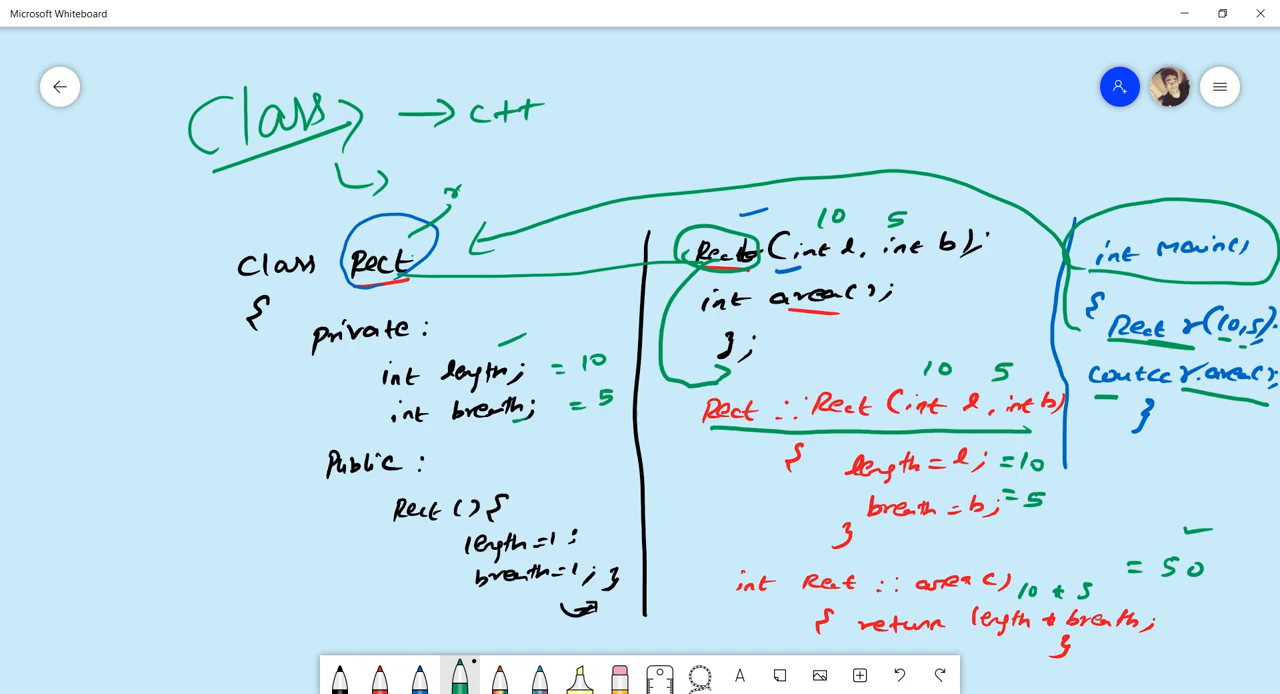 Microsoft Whiteboard
Class → C++
r
class Rect
{
Private :
int length; = 10
int breath; = 5
Public :
Rect () {
length=1;
breath=1; }
10 5
Rect (int l, int b);
int area();
};
10 5
Rect :: Rect (int l, int b)
{ length = l; =10
breath = b; =5
}
int Rect :: area() 10 * 5 = 50
{ return length * breath;
}
int main()
{
Rect r(10,5);
cout<< r.area();
}
A